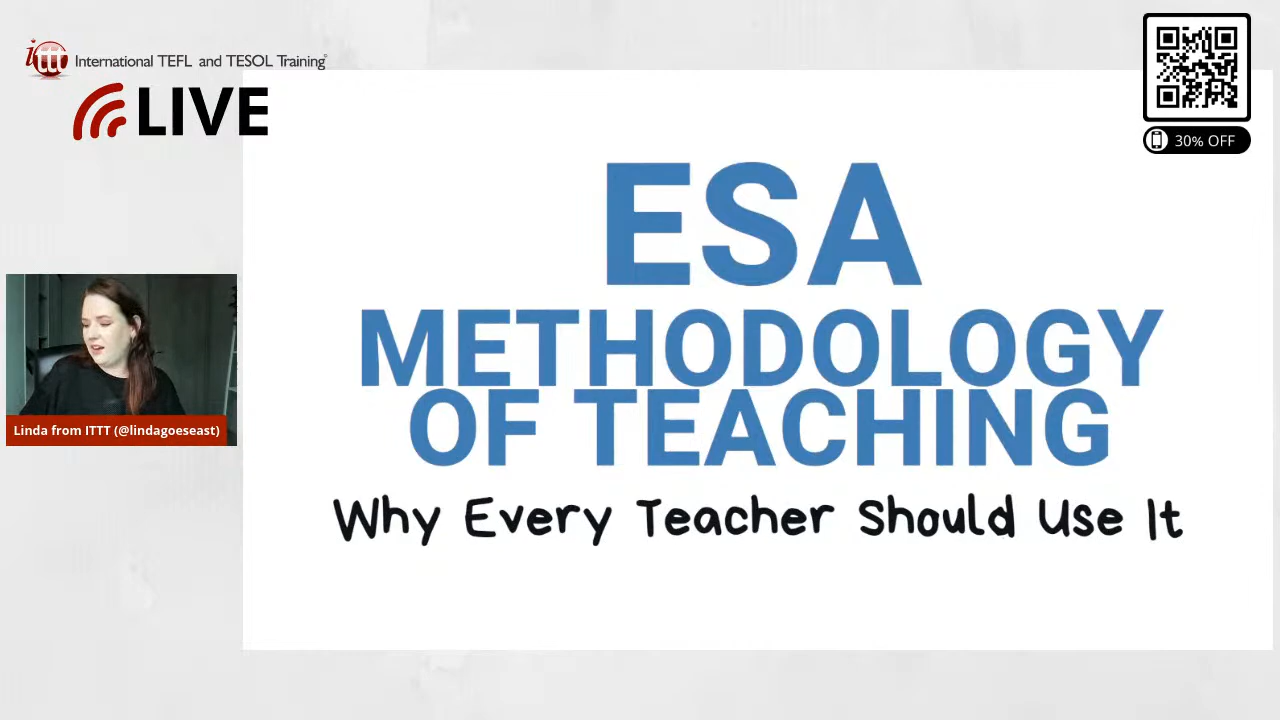 ittt International TEFL and TESOL Training
LIVE
30% OFF
ESA
METHODOLOGY
OF TEACHING
Why Every Teacher Should Use It
Linda from ITTT (@lindagoeseast)